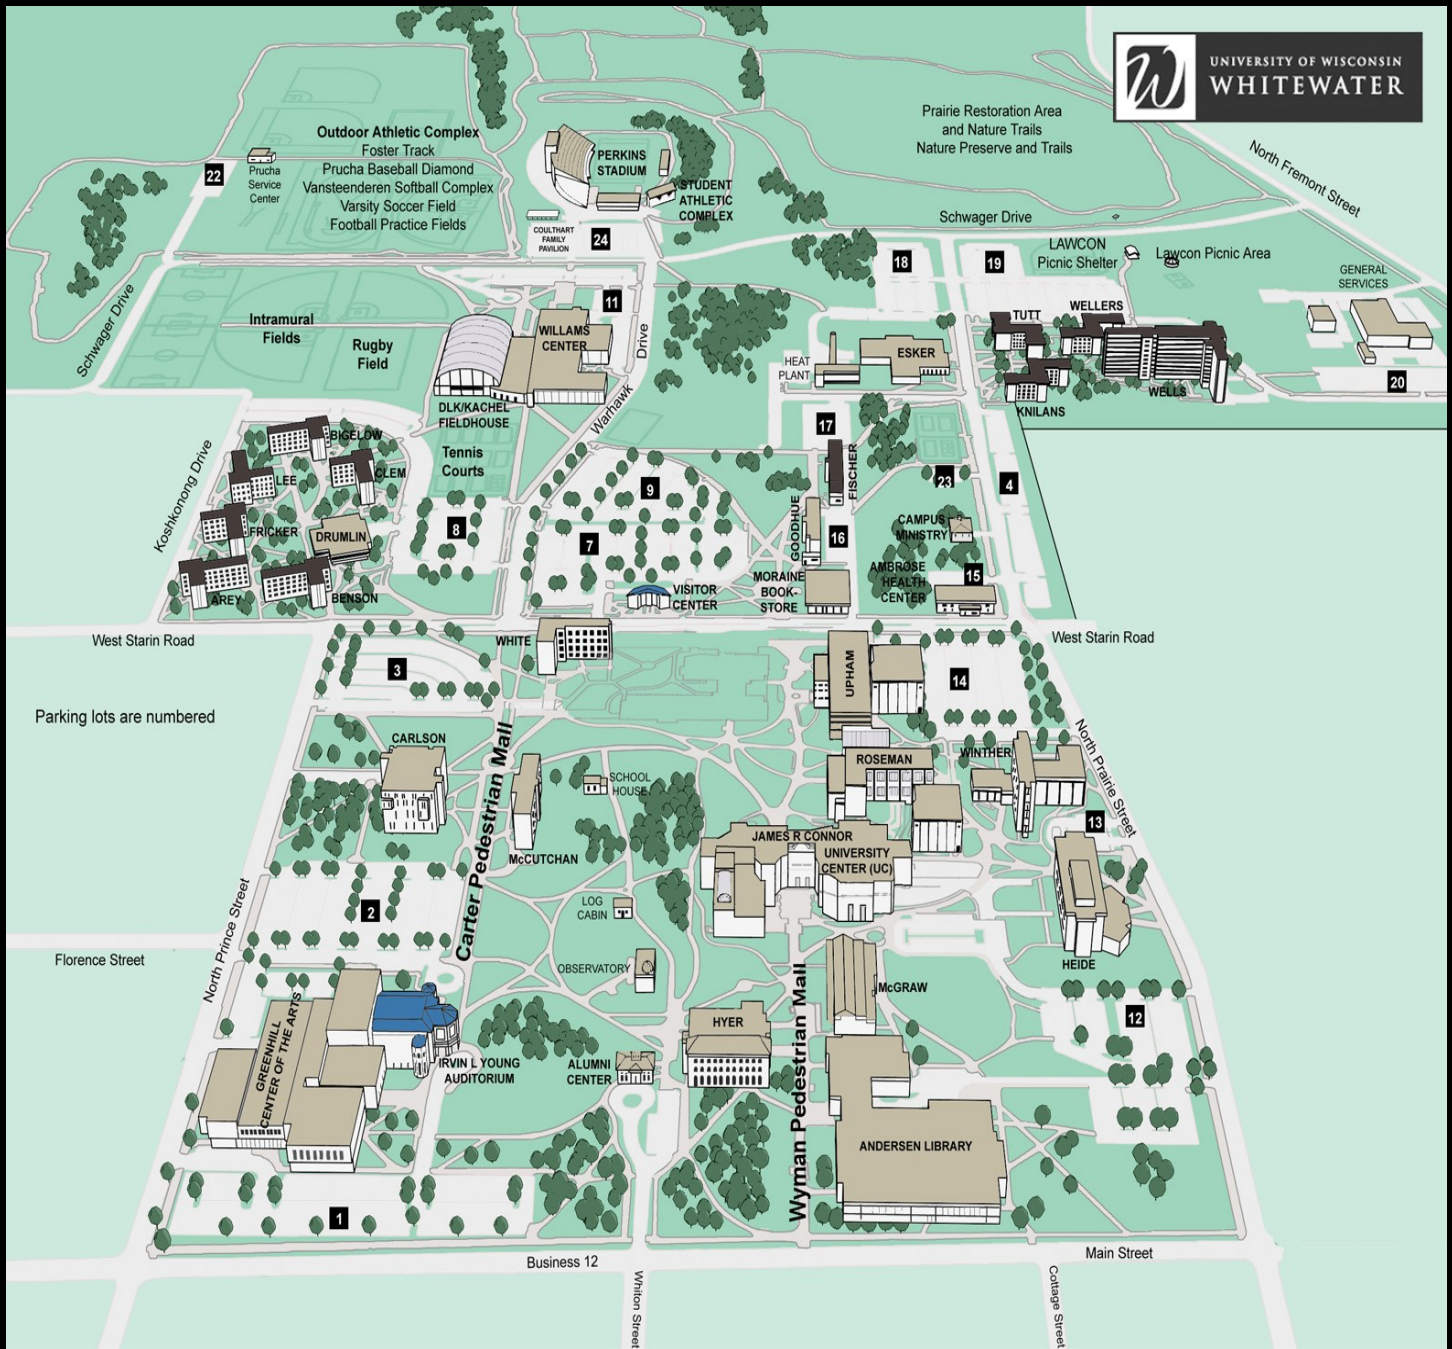 UNIVERSITY OF WISCONSIN
WHITEWATER
Prairie Restoration Area
and Nature Trails
Nature Preserve and Trails
North Fremont Street
Outdoor Athletic Complex
Foster Track
Prucha Baseball Diamond
Vansteenderen Softball Complex
Varsity Soccer Field
Football Practice Fields
22
Prucha
Service
Center
PERKINS
STADIUM
STUDENT
ATHLETIC
COMPLEX
COULTHART
FAMILY
PAVILION
24
Schwager Drive
18
19
LAWCON
Picnic Shelter
Lawcon Picnic Area
GENERAL
SERVICES
Schwager Drive
Intramural
Fields
Rugby
Field
11
WILLAMS
CENTER
Drive
Warhawk
DLK/KACHEL
FIELDHOUSE
TUTT
WELLERS
HEAT
PLANT
ESKER
KNILANS
WELLS
20
Koshkonong Drive
BIGELOW
CLEM
LEE
FRICKER
DRUMLIN
AREY
BENSON
Tennis
Courts
8
9
7
17
FISCHER
GOODHUE
16
23
4
CAMPUS
MINISTRY
AMBROSE
HEALTH
CENTER
15
MORAINE
BOOK-
STORE
VISITOR
CENTER
West Starin Road
WHITE
West Starin Road
3
UPHAM
14
Parking lots are numbered
CARLSON
Carter Pedestrian Mall
McCUTCHAN
SCHOOL
HOUSE
ROSEMAN
WINTHER
North Prairie Street
13
JAMES R CONNOR
UNIVERSITY
CENTER (UC)
2
North Prince Street
LOG
CABIN
Florence Street
OBSERVATORY
HEIDE
McGRAW
12
GREENHILL
CENTER OF THE ARTS
IRVIN L YOUNG
AUDITORIUM
ALUMNI
CENTER
HYER
Wyman Pedestrian Mall
ANDERSEN LIBRARY
1
Business 12
Main Street
Whiton Street
Cottage Street